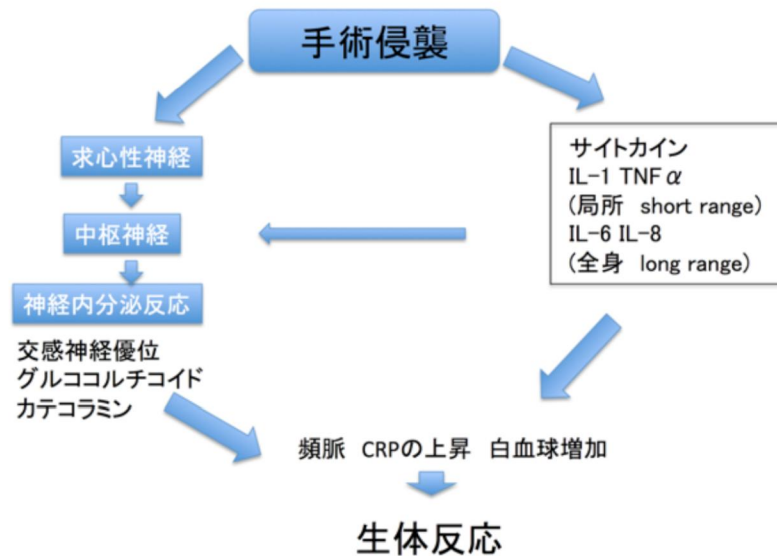 手術侵襲
求心性神経
中枢神経
神経内分泌反応
交感神経優位
グルココルチコイド
カテコラミン
サイトカイン
IL-1 TNFα
(局所 short range)
IL-6 IL-8
(全身 long range)
頻脈 CRPの上昇 白血球増加
生体反応